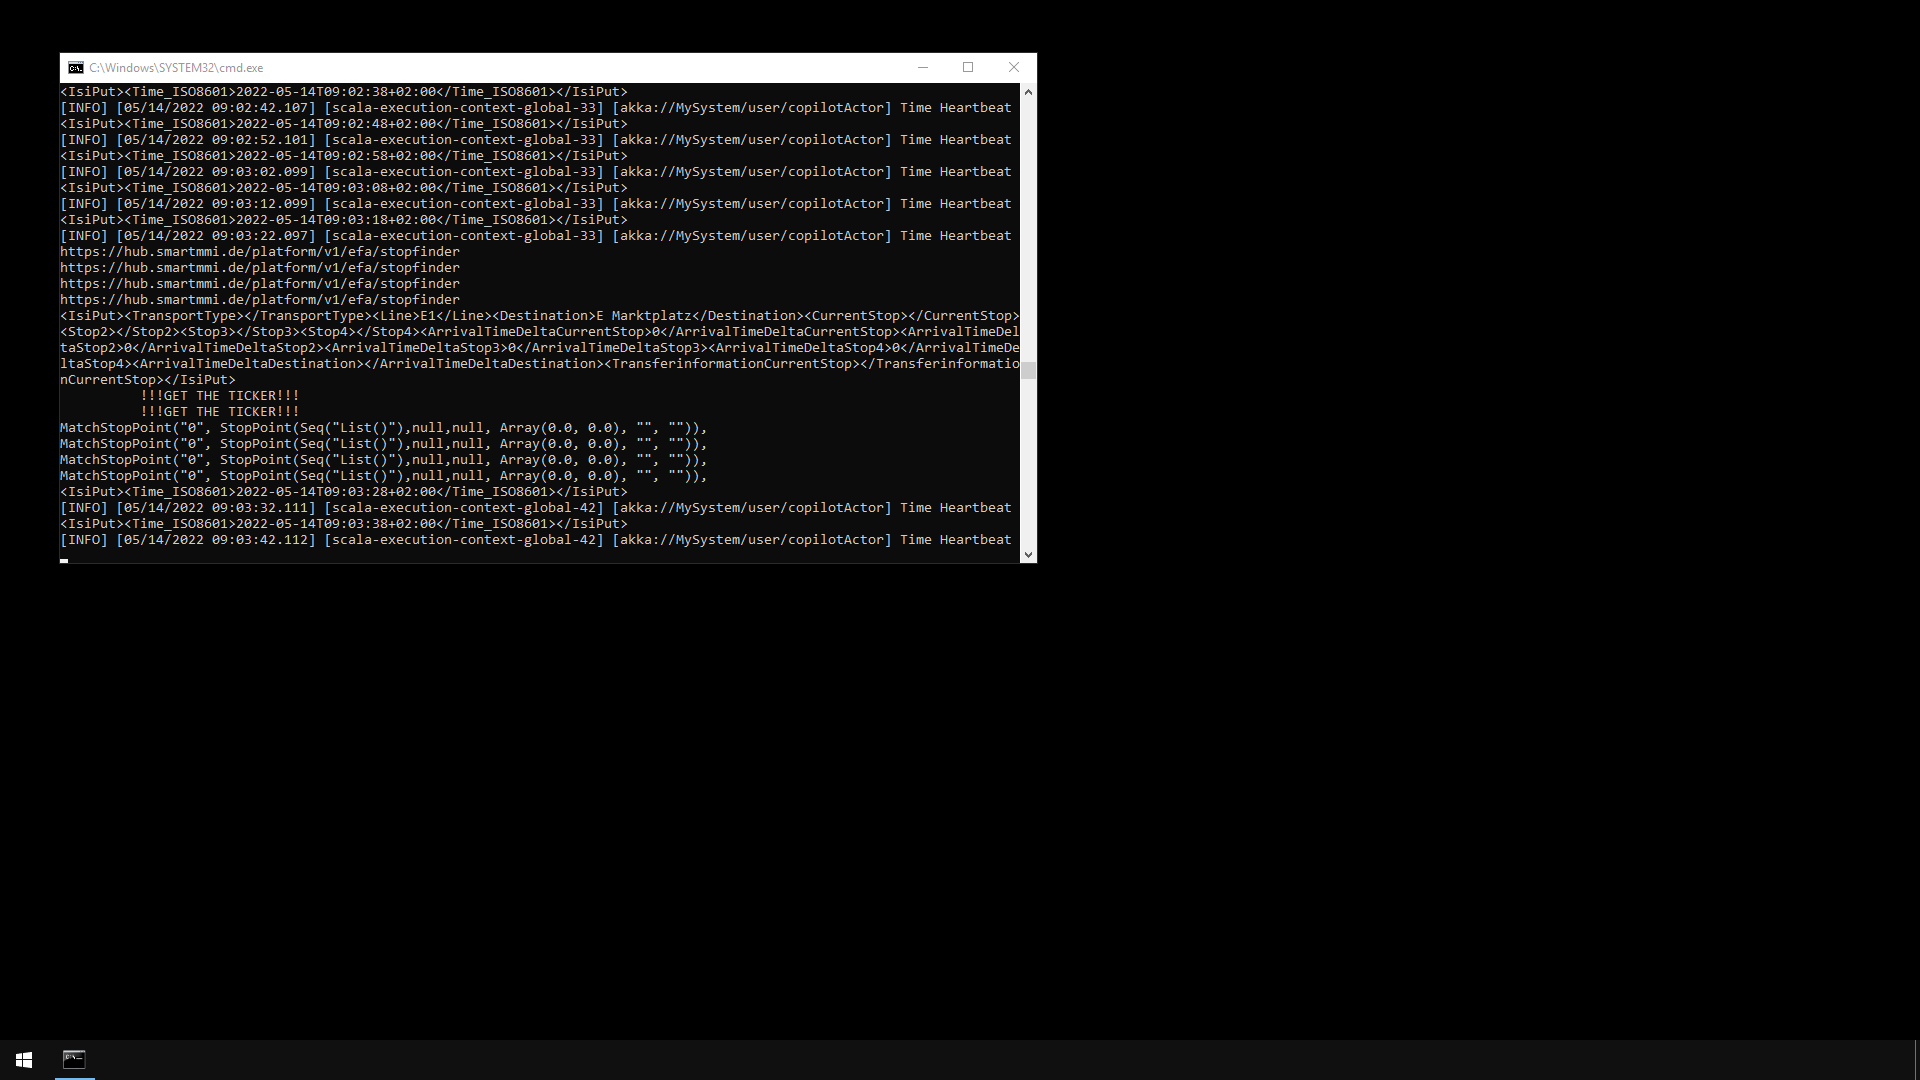 C:\Windows\SYSTEM32\cmd.exe
<IsiPut><Time_ISO8601>2022-05-14T09:02:38+02:00</Time_ISO8601></IsiPut>
[INFO] [05/14/2022 09:02:42.107] [scala-execution-context-global-33] [akka://MySystem/user/copilotActor] Time Heartbeat
<IsiPut><Time_ISO8601>2022-05-14T09:02:48+02:00</Time_ISO8601></IsiPut>
[INFO] [05/14/2022 09:02:52.101] [scala-execution-context-global-33] [akka://MySystem/user/copilotActor] Time Heartbeat
<IsiPut><Time_ISO8601>2022-05-14T09:02:58+02:00</Time_ISO8601></IsiPut>
[INFO] [05/14/2022 09:03:02.099] [scala-execution-context-global-33] [akka://MySystem/user/copilotActor] Time Heartbeat
<IsiPut><Time_ISO8601>2022-05-14T09:03:08+02:00</Time_ISO8601></IsiPut>
[INFO] [05/14/2022 09:03:12.099] [scala-execution-context-global-33] [akka://MySystem/user/copilotActor] Time Heartbeat
<IsiPut><Time_ISO8601>2022-05-14T09:03:18+02:00</Time_ISO8601></IsiPut>
[INFO] [05/14/2022 09:03:22.097] [scala-execution-context-global-33] [akka://MySystem/user/copilotActor] Time Heartbeat
https://hub.smartmmi.de/platform/v1/efa/stopfinder
https://hub.smartmmi.de/platform/v1/efa/stopfinder
https://hub.smartmmi.de/platform/v1/efa/stopfinder
https://hub.smartmmi.de/platform/v1/efa/stopfinder
<IsiPut><TransportType></TransportType><Line>E1</Line><Destination>E Marktplatz</Destination><CurrentStop></CurrentStop>
<Stop2></Stop2><Stop3></Stop3><Stop4></Stop4><ArrivalTimeDeltaCurrentStop>0</ArrivalTimeDeltaCurrentStop><ArrivalTimeDel
taStop2>0</ArrivalTimeDeltaStop2><ArrivalTimeDeltaStop3>0</ArrivalTimeDeltaStop3><ArrivalTimeDeltaStop4>0</ArrivalTimeDe
ltaStop4><ArrivalTimeDeltaDestination></ArrivalTimeDeltaDestination><TransferinformationCurrentStop></Transferinformatio
nCurrentStop></IsiPut>
!!!GET THE TICKER!!!
!!!GET THE TICKER!!!
MatchStopPoint("0", StopPoint(Seq("List()"),null,null, Array(0.0, 0.0), "", "")),
MatchStopPoint("0", StopPoint(Seq("List()"),null,null, Array(0.0, 0.0), "", "")),
MatchStopPoint("0", StopPoint(Seq("List()"),null,null, Array(0.0, 0.0), "", "")),
MatchStopPoint("0", StopPoint(Seq("List()"),null,null, Array(0.0, 0.0), "", "")),
<IsiPut><Time_ISO8601>2022-05-14T09:03:28+02:00</Time_ISO8601></IsiPut>
[INFO] [05/14/2022 09:03:32.111] [scala-execution-context-global-42] [akka://MySystem/user/copilotActor] Time Heartbeat
<IsiPut><Time_ISO8601>2022-05-14T09:03:38+02:00</Time_ISO8601></IsiPut>
[INFO] [05/14/2022 09:03:42.112] [scala-execution-context-global-42] [akka://MySystem/user/copilotActor] Time Heartbeat